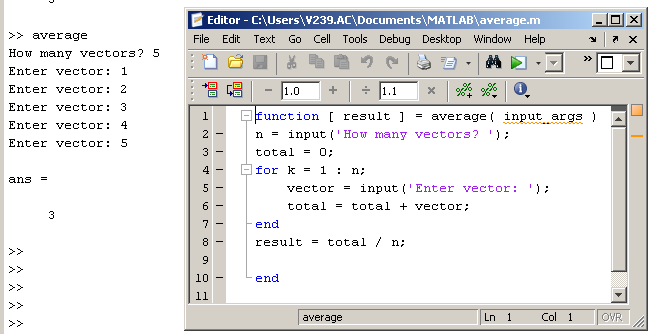 >> average
How many vectors? 5
Enter vector: 1
Enter vector: 2
Enter vector: 3
Enter vector: 4
Enter vector: 5
ans =
3
>>
>>
>>
>>
>>
Editor - C:\Users\V239.AC\Documents\MATLAB\average.m
File Edit Text Go Cell Tools Debug Desktop Window Help
»
− 1.0 + ÷ 1.1 ×
1 function [ result ] = average( input_args )
2 − n = input('How many vectors? ');
3 − total = 0;
4 − for k = 1 : n;
5 − vector = input('Enter vector: ');
6 − total = total + vector;
7 − end
8 − result = total / n;
9
10 − end
11
average Ln 1 Col 1 OVR